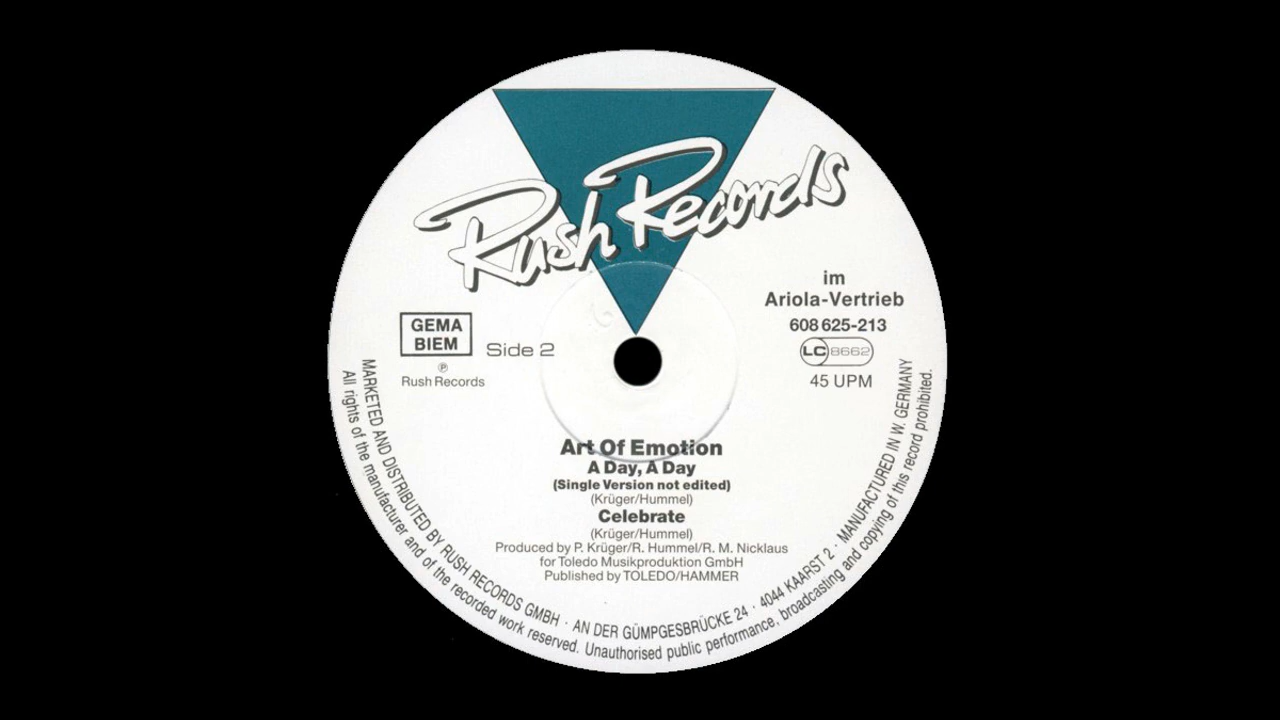 Rush Records
im
Ariola-Vertrieb
608 625-213
LC 8662
45 UPM
GEMA
BIEM
Side 2
℗
Rush Records
Art Of Emotion
A Day, A Day
(Single Version not edited)
(Krüger/Hummel)
Celebrate
(Krüger/Hummel)
Produced by P. Krüger/R. Hummel/R. M. Nicklaus
for Toledo Musikproduktion GmbH
Published by TOLEDO/HAMMER
MARKETED AND DISTRIBUTED BY RUSH RECORDS GMBH · AN DER GÜMPGESBRÜCKE 24 · 4044 KAARST 2 · MANUFACTURED IN W. GERMANY
All rights of the manufacturer and of the recorded work reserved. Unauthorised public performance, broadcasting and copying of this record prohibited.